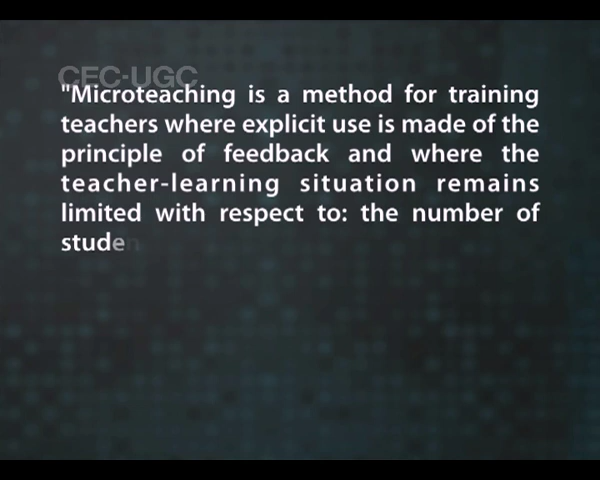 CEC-UGC
"Microteaching is a method for training
teachers where explicit use is made of the
principle of feedback and where the
teacher-learning situation remains
limited with respect to: the number of
studen